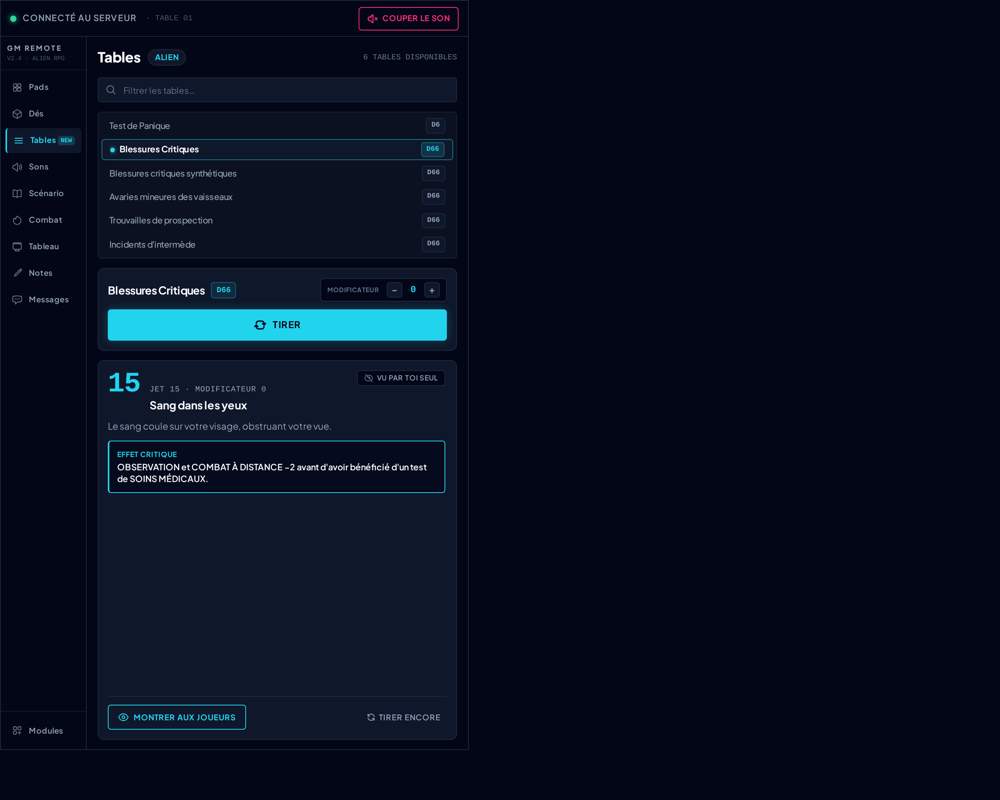 CONNECTÉ AU SERVEUR · TABLE 01
COUPER LE SON
GM REMOTE
V2.4 · ALIEN RPG
Pads
Dés
Tables NEW
Sons
Scénario
Combat
Tableau
Notes
Messages
Modules
Tables ALIEN
6 TABLES DISPONIBLES
Filtrer les tables...
Test de Panique D6
Blessures Critiques D66
Blessures critiques synthétiques D66
Avaries mineures des vaisseaux D66
Trouvailles de prospection D66
Incidents d'intermède D66
Blessures Critiques D66
MODIFICATEUR − 0 +
TIRER
15 JET 15 · MODIFICATEUR 0
VU PAR TOI SEUL
Sang dans les yeux
Le sang coule sur votre visage, obstruant votre vue.
EFFET CRITIQUE
OBSERVATION et COMBAT À DISTANCE −2 avant d'avoir bénéficié d'un test
de SOINS MÉDICAUX.
MONTRER AUX JOUEURS
TIRER ENCORE